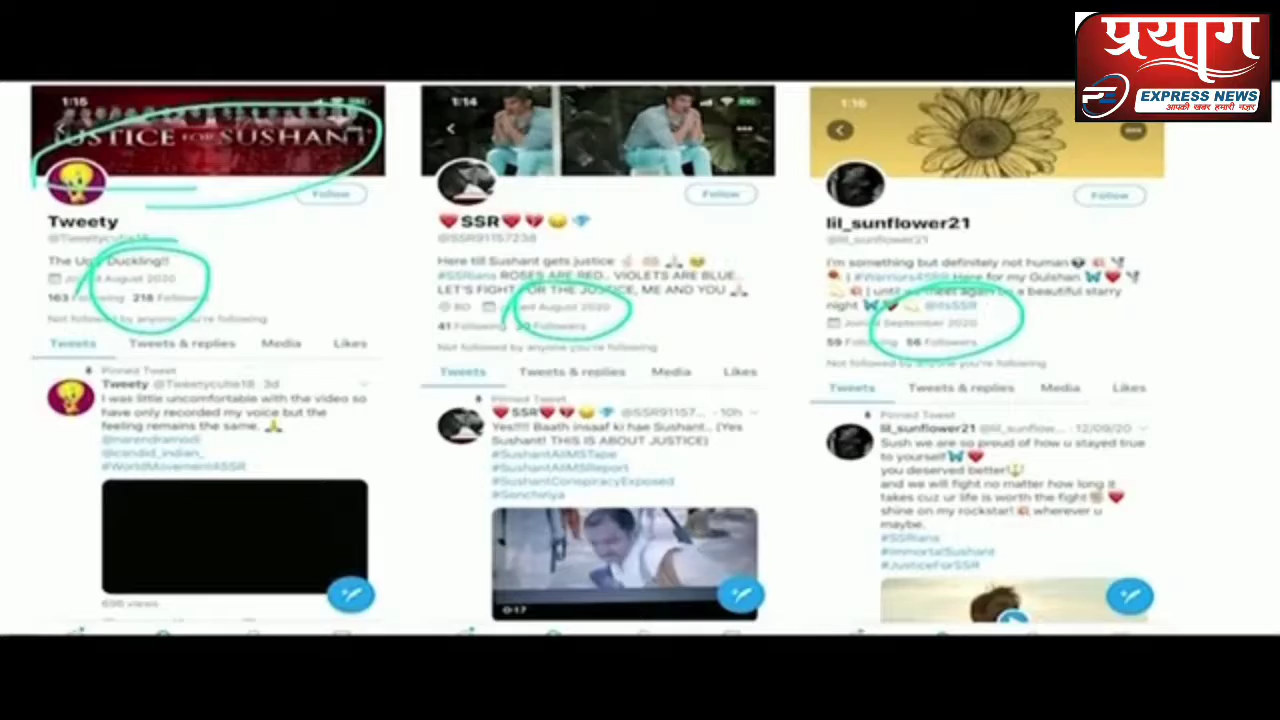 प्रयाग
PE EXPRESS NEWS
आपकी खबर हमारी नज़र
1:15
JUSTICE FOR SUSHANT
Follow
Tweety
@Tweetycutie18
The Ugly Duckling!!
August 2020
163 Following 218 Followers
Not followed by anyone you're following
Tweets Tweets & replies Media Likes
Pinned Tweet
Tweety @Tweetycutie18 · 3d
I was little uncomfortable with the video so
have only recorded my voice but the
feeling remains the same. 🙏
@narendramodi
@candid_indian_
#WorldMovement4SSR
696 views
1:14
Follow
❤️SSR❤️💔😊💎
@SSR91157238
Here till Sushant gets justice
#SSRians ROSES ARE RED.. VIOLETS ARE BLUE..
LET'S FIGHT FOR THE JUSTICE, ME AND YOU 🙏
BD August 2020
41 Following Followers
Not followed by anyone you're following
Tweets Tweets & replies Media Likes
Pinned Tweet
❤️SSR❤️💔😊💎 @SSR91157... · 10h
Yes!!!! Baath insaaf ki hae Sushant.. (Yes
Sushant! THIS IS ABOUT JUSTICE)
#SushantAIIMSTape
#SushantAIIMSReport
#SushantConspiracyExposed
#Sonchiriya
0:17
1:16
Follow
lil_sunflower21
@lil_sunflower21
I'm something but definitely not human
#Warriors4SSR Here for my Gulshan
until we meet again on a beautiful starry
night @itsSSR
Joined September 2020
59 Following 56 Followers
Not followed by anyone you're following
Tweets Tweets & replies Media Likes
Pinned Tweet
lil_sunflower21 @lil_sunflow... · 12/09/20
Sush we are so proud of how u stayed true
to yourself🦋❤️
you deserved better!
and we will fight no matter how long it
takes cuz ur life is worth the fight✊❤️
shine on my rockstar! wherever u
maybe.
#SSRians
#ImmortalSushant
#JusticeForSSR